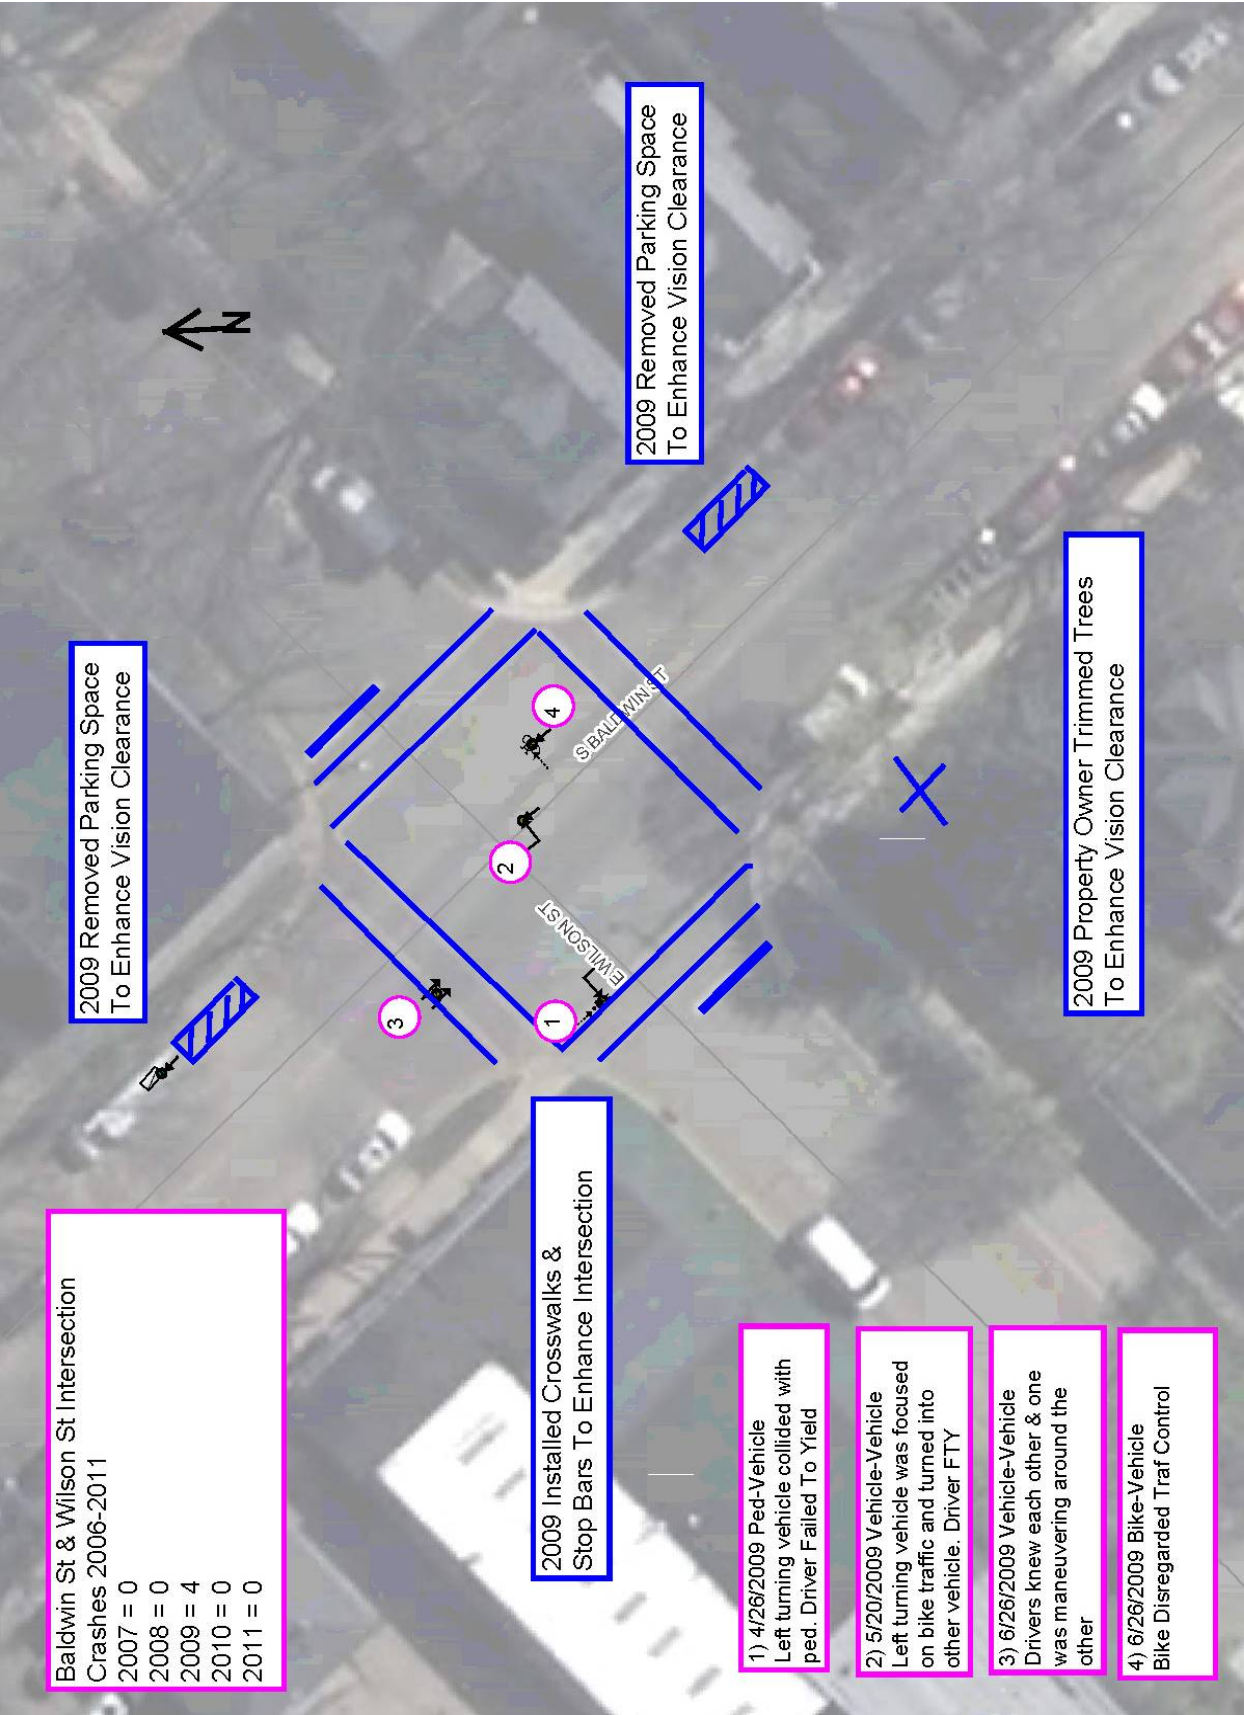 Baldwin St & Wilson St Intersection
Crashes 2006-2011
2007 = 0
2008 = 0
2009 = 4
2010 = 0
2011 = 0
2009 Removed Parking Space
To Enhance Vision Clearance
N
2009 Installed Crosswalks &
Stop Bars To Enhance Intersection
3
1
2
4
E WILSON ST
S BALDWIN ST
2009 Removed Parking Space
To Enhance Vision Clearance
1) 4/26/2009 Ped-Vehicle
Left turning vehicle collided with
ped. Driver Failed To Yield
2) 5/20/2009 Vehicle-Vehicle
Left turning vehicle was focused
on bike traffic and turned into
other vehicle. Driver FTY
3) 6/26/2009 Vehicle-Vehicle
Drivers knew each other & one
was maneuvering around the
other
4) 6/26/2009 Bike-Vehicle
Bike Disregarded Traf Control
2009 Property Owner Trimmed Trees
To Enhance Vision Clearance